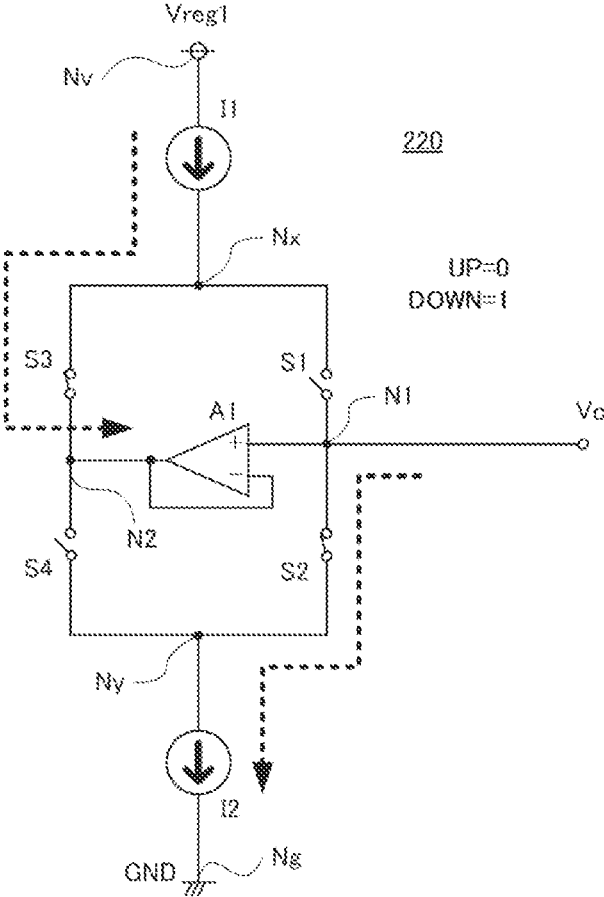 Vreg1
Nv
I1
220
Nx
UP=0
DOWN=1
S3
S1
A1
N1
Vc
+
−
N2
S4
S2
Ny
I2
GND
Ng